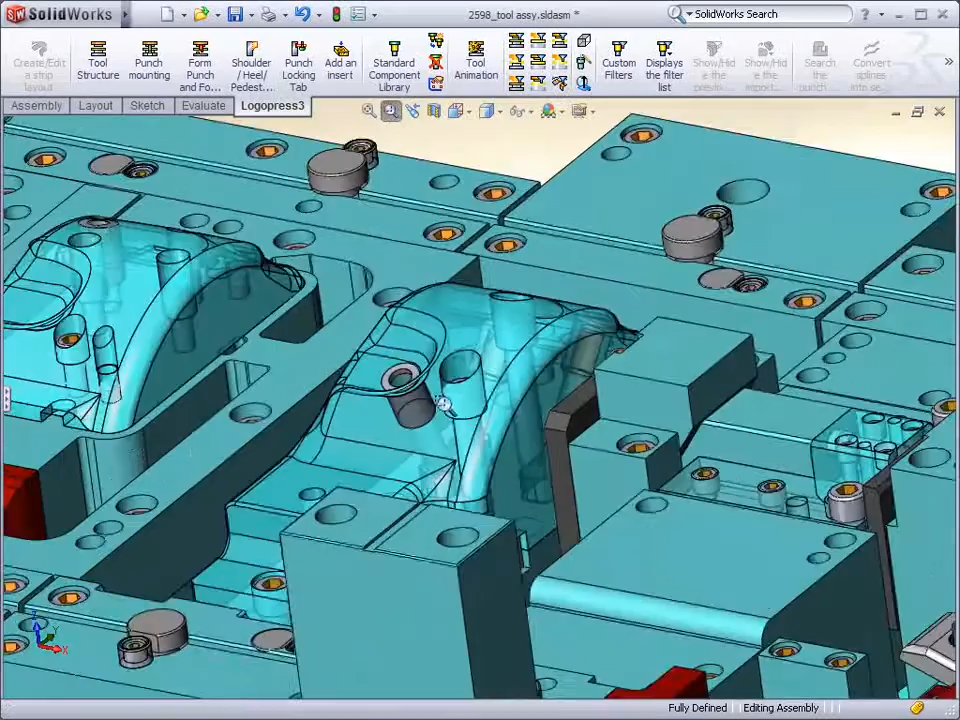 SolidWorks
2598_tool assy.sldasm *
SolidWorks Search
Create/Edit a strip layout
Tool Structure
Punch mounting
Form Punch and Fo...
Shoulder / Heel/ Pedest...
Punch Locking Tab
Add an insert
Standard Component Library
Tool Animation
Custom Filters
Displays the filter list
Show/Hide the prefix...
Show/Hide the import...
Search the punch...
Convert splines into se...
Assembly
Layout
Sketch
Evaluate
Logopress3
Z
Y
X
Fully Defined
Editing Assembly